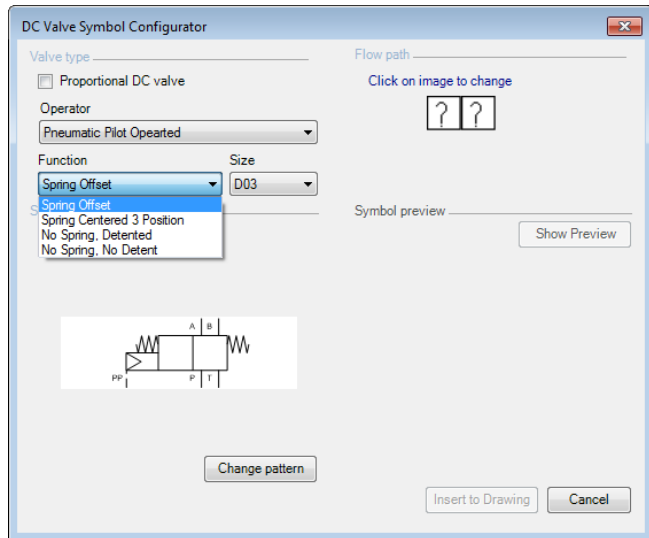 DC Valve Symbol Configurator
Valve type
Proportional DC valve
Operator
Pneumatic Pilot Opearted
Function
Size
Spring Offset
D03
Spring Offset
Spring Centered 3 Position
No Spring, Detented
No Spring, No Detent
A B
PP P T
Change pattern
Flow path
Click on image to change
? ?
Symbol preview
Show Preview
Insert to Drawing
Cancel